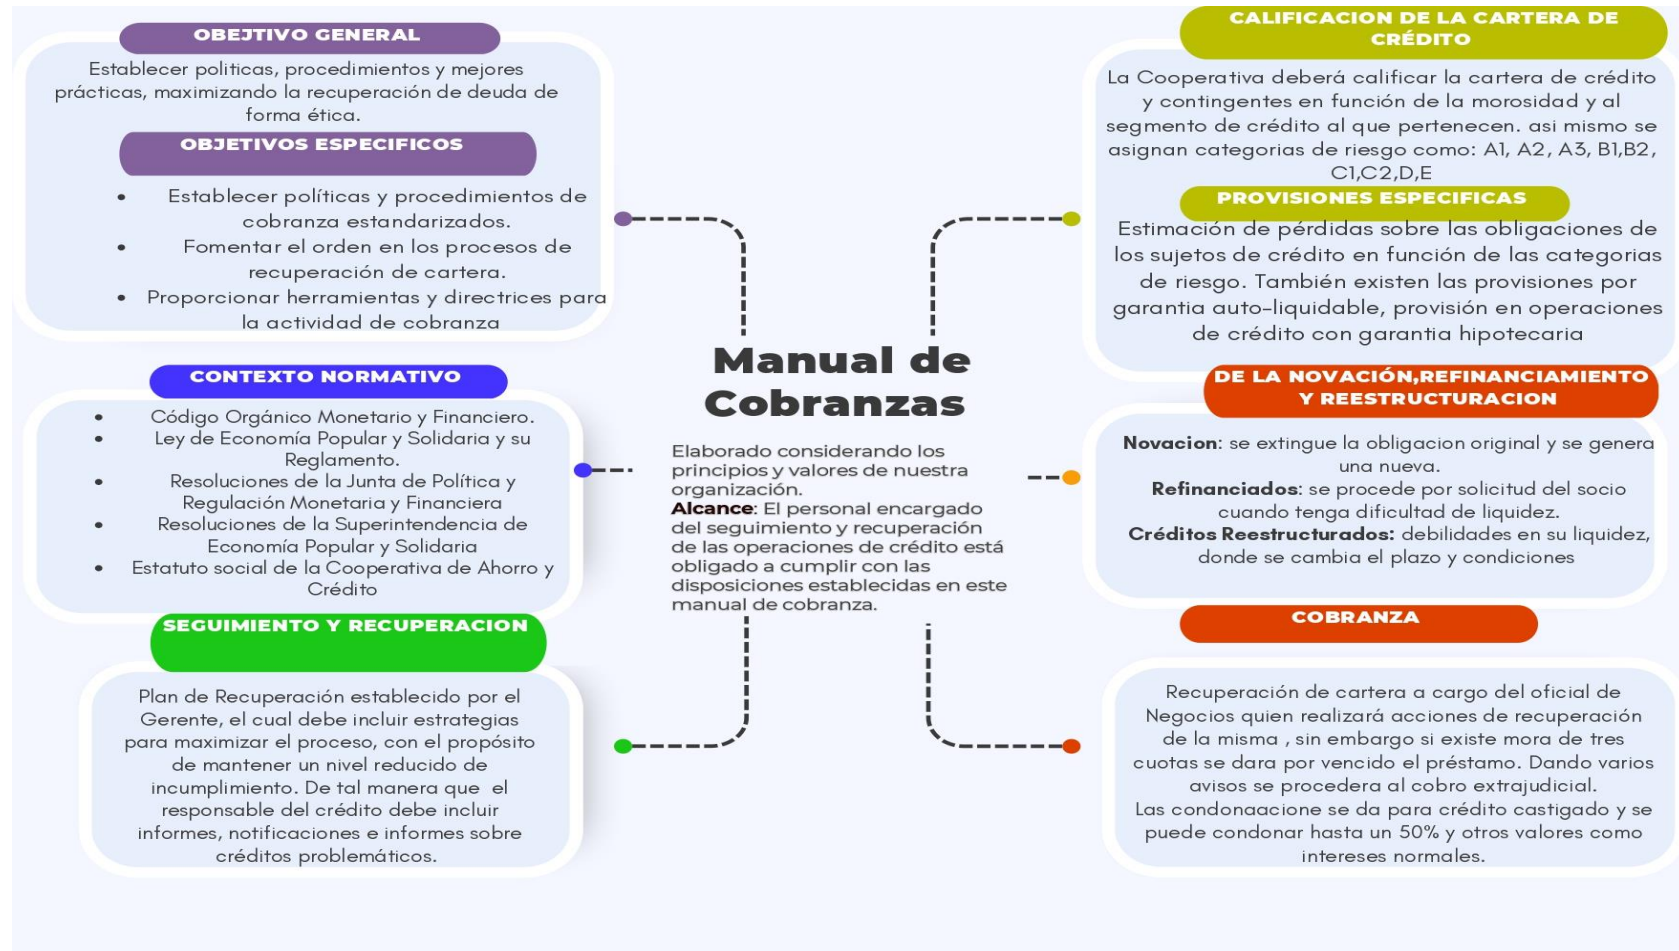 OBEJTIVO GENERAL
Establecer politicas, procedimientos y mejores
prácticas, maximizando la recuperación de deuda de
forma ética.
OBJETIVOS ESPECIFICOS
• Establecer políticas y procedimientos de
cobranza estandarizados.
• Fomentar el orden en los procesos de
recuperación de cartera.
• Proporcionar herramientas y directrices para
la actividad de cobranza
CONTEXTO NORMATIVO
• Código Orgánico Monetario y Financiero.
• Ley de Economía Popular y Solidaria y su
Reglamento.
• Resoluciones de la Junta de Política y
Regulación Monetaria y Financiera
• Resoluciones de la Superintendencia de
Economía Popular y Solidaria
• Estatuto social de la Cooperativa de Ahorro y
Crédito
SEGUIMIENTO Y RECUPERACION
Plan de Recuperación establecido por el
Gerente, el cual debe incluir estrategias
para maximizar el proceso, con el propósito
de mantener un nivel reducido de
incumplimiento. De tal manera que el
responsable del crédito debe incluir
informes, notificaciones e informes sobre
créditos problemáticos.
Manual de
Cobranzas
Elaborado considerando los
principios y valores de nuestra
organización.
Alcance: El personal encargado
del seguimiento y recuperación
de las operaciones de crédito está
obligado a cumplir con las
disposiciones establecidas en este
manual de cobranza.
CALIFICACION DE LA CARTERA DE
CRÉDITO
La Cooperativa deberá calificar la cartera de crédito
y contingentes en función de la morosidad y al
segmento de crédito al que pertenecen. asi mismo se
asignan categorias de riesgo como: A1, A2, A3, B1,B2,
C1,C2,D,E
PROVISIONES ESPECIFICAS
Estimación de pérdidas sobre las obligaciones de
los sujetos de crédito en función de las categorias
de riesgo. También existen las provisiones por
garantia auto-liquidable, provisión en operaciones
de crédito con garantia hipotecaria
DE LA NOVACIÓN,REFINANCIAMIENTO
Y REESTRUCTURACION
Novacion: se extingue la obligacion original y se genera
una nueva.
Refinanciados: se procede por solicitud del socio
cuando tenga dificultad de liquidez.
Créditos Reestructurados: debilidades en su liquidez,
donde se cambia el plazo y condiciones
COBRANZA
Recuperación de cartera a cargo del oficial de
Negocios quien realizará acciones de recuperación
de la misma , sin embargo si existe mora de tres
cuotas se dara por vencido el préstamo. Dando varios
avisos se procedera al cobro extrajudicial.
Las condonaacione se da para crédito castigado y se
puede condonar hasta un 50% y otros valores como
intereses normales.